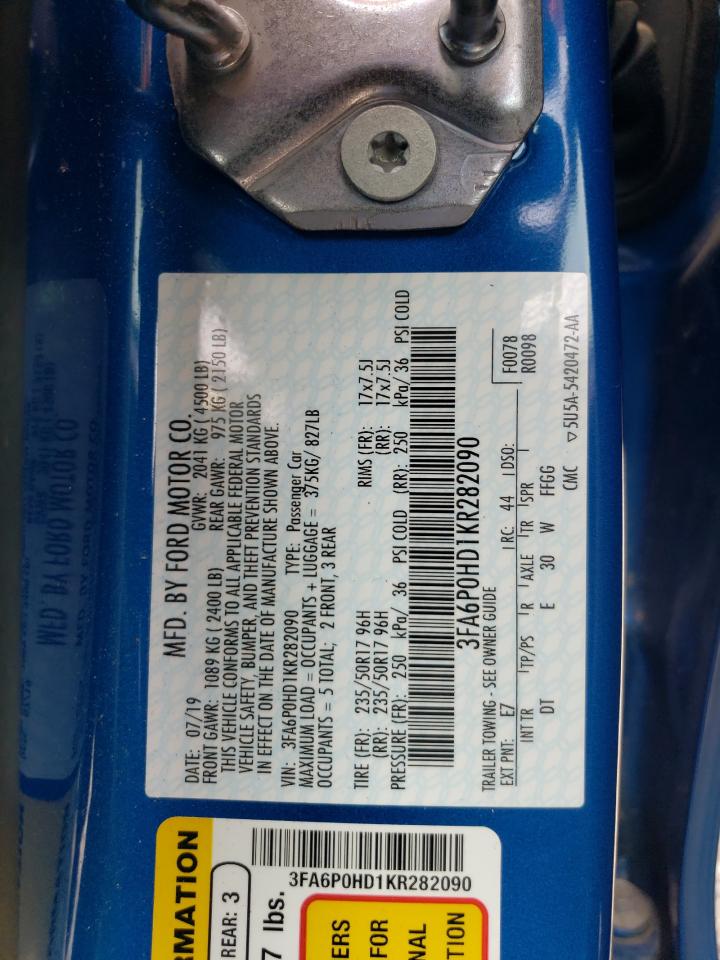 MFD. BY FORD MOTOR CO.
DATE: 07/19 GVWR: 2041 KG ( 4500 LB)
FRONT GAWR: 1089 KG ( 2400 LB) REAR GAWR: 975 KG ( 2150 LB)
THIS VEHICLE CONFORMS TO ALL APPLICABLE FEDERAL MOTOR
VEHICLE SAFETY, BUMPER, AND THEFT PREVENTION STANDARDS
IN EFFECT ON THE DATE OF MANUFACTURE SHOWN ABOVE.
VIN: 3FA6P0HD1KR282090 TYPE: Passenger Car
MAXIMUM LOAD = OCCUPANTS + LUGGAGE = 375KG/ 827LB
OCCUPANTS = 5 TOTAL; 2 FRONT, 3 REAR
TIRE (FR): 235/50R17 96H RIMS (FR): 17x7.5J
(RR): 235/50R17 96H (RR): 17x7.5J
PRESSURE (FR): 250 kPa/ 36 PSI COLD (RR): 250 kPa/ 36 PSI COLD
3FA6P0HD1KR282090
TRAILER TOWING - SEE OWNER GUIDE F0078
EXT PNT: E7 RC: 44 DSO: R0098
INT TR TP/PS R AXLE TR SPR
DT E 30 W FFGG
CMC ▽5U5A-5420472-AA
RMATION
REAR: 3
7 lbs.
3FA6P0HD1KR282090
ERS
FOR
NAL
TION